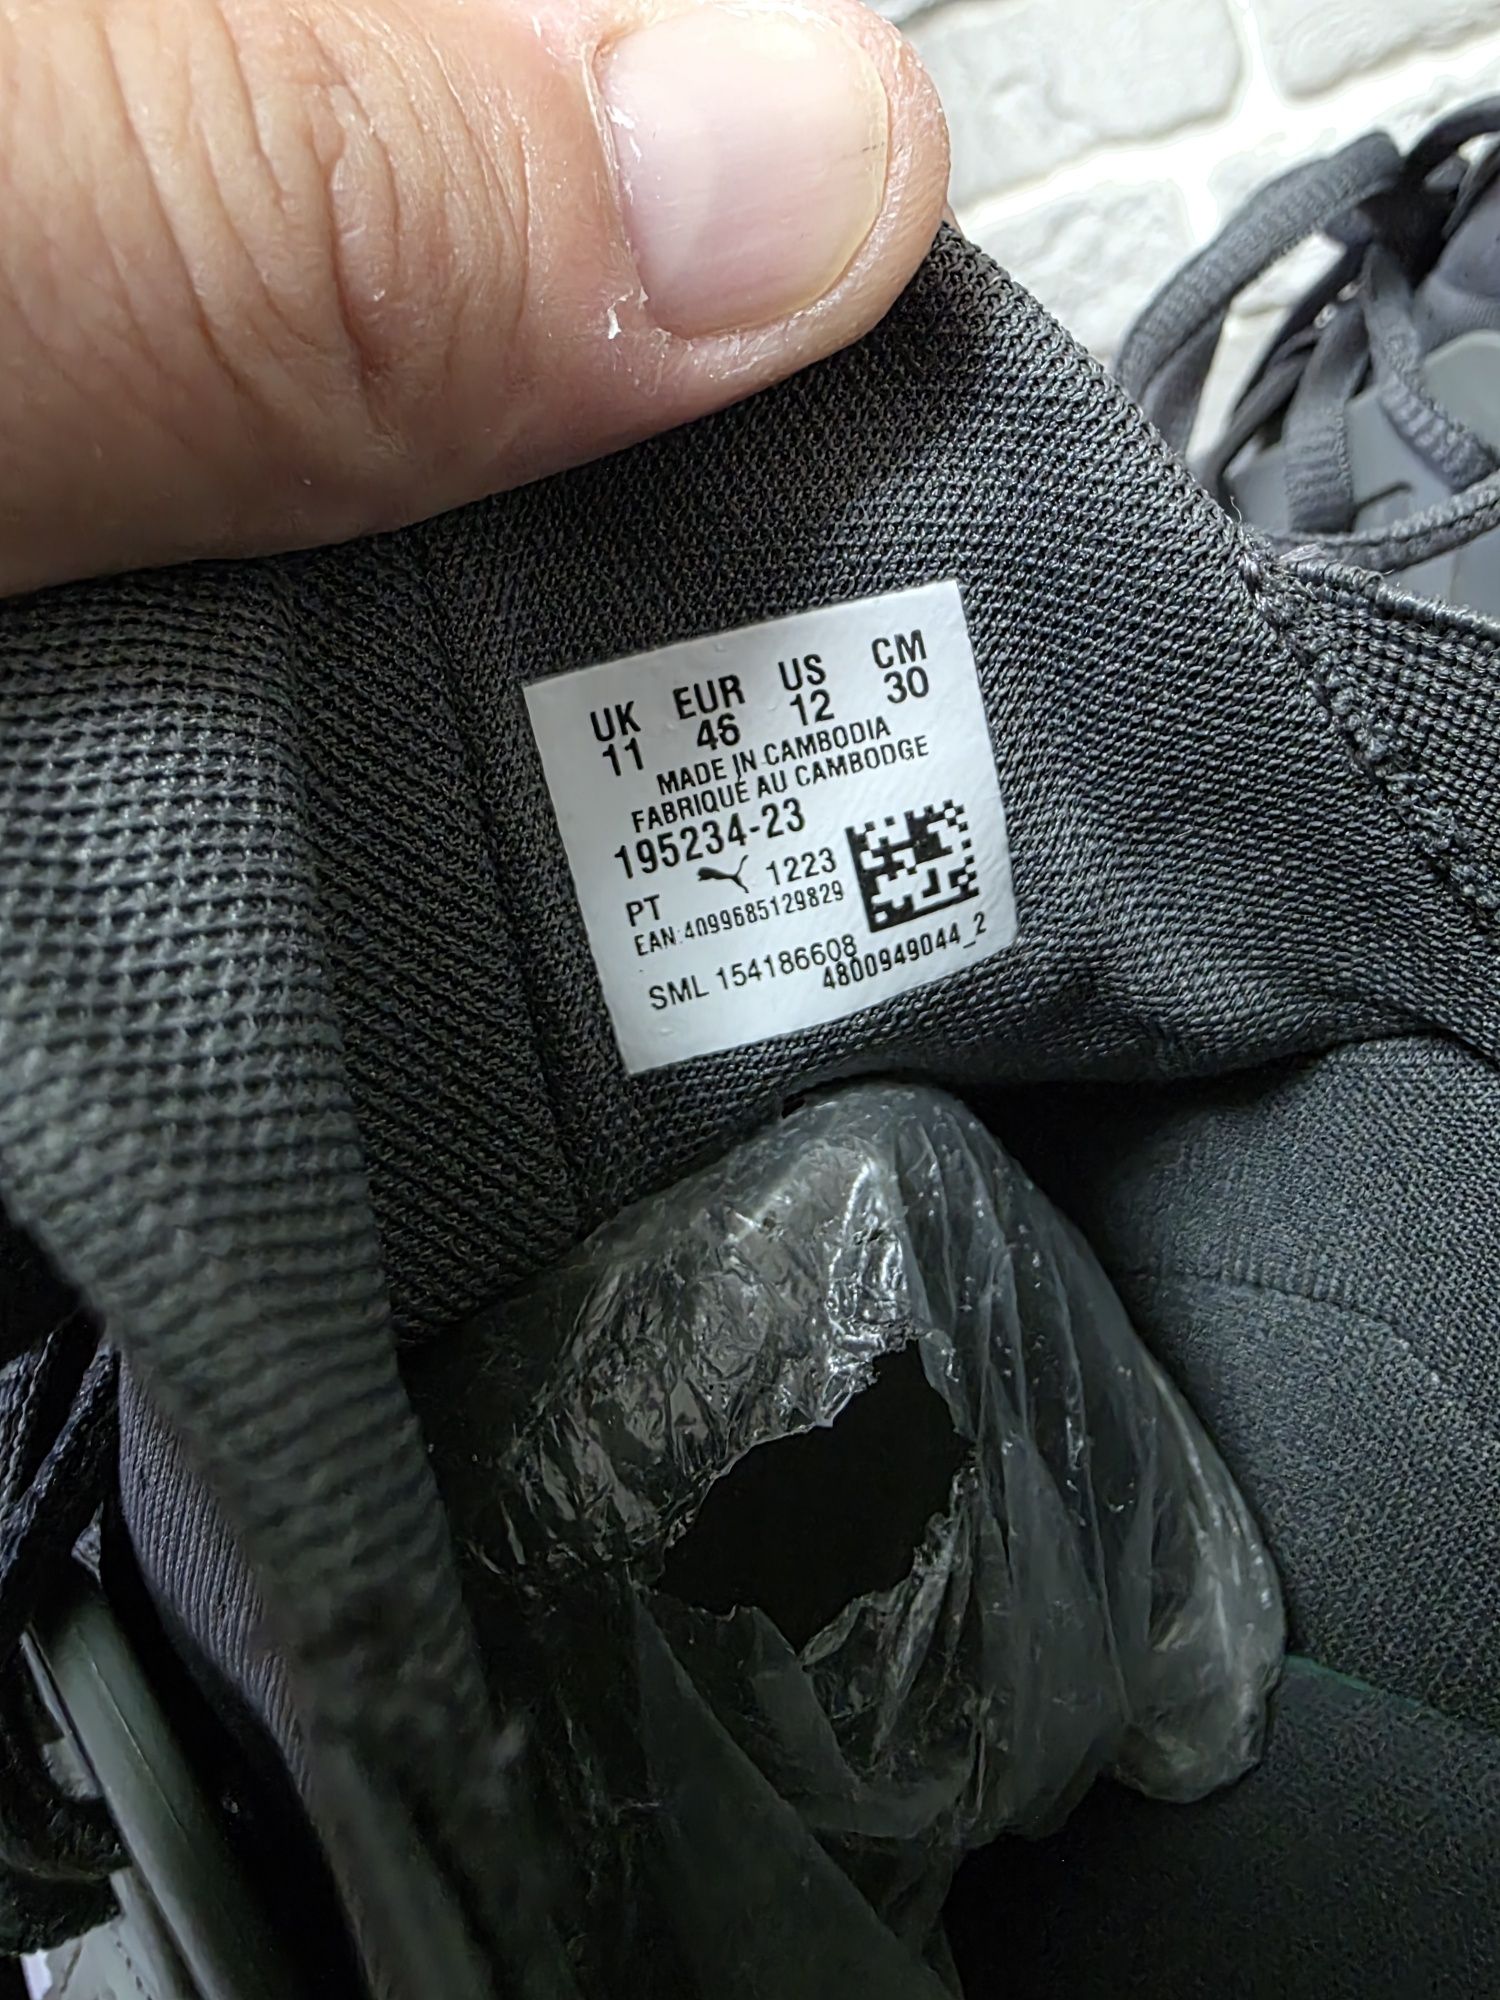 UK EUR US CM
11 46 12 30
MADE IN CAMBODIA
FABRIQUÉ AU CAMBODGE
195234-23
PT 1223
EAN:4099685129829
SML 154186608
4800949044_2